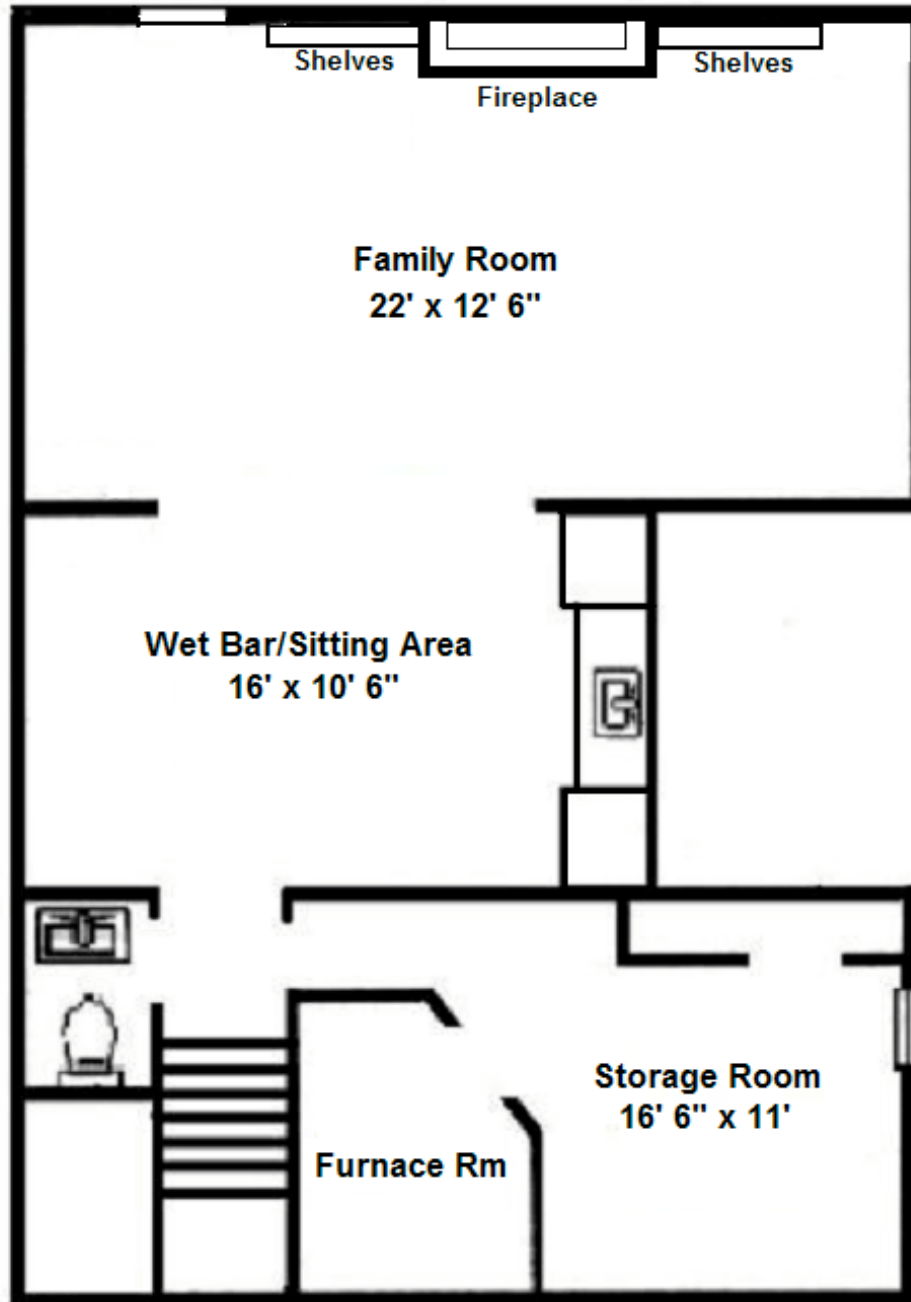 Shelves
Shelves
Fireplace
Family Room
22' x 12' 6"
Wet Bar/Sitting Area
16' x 10' 6"
Storage Room
16' 6" x 11'
Furnace Rm